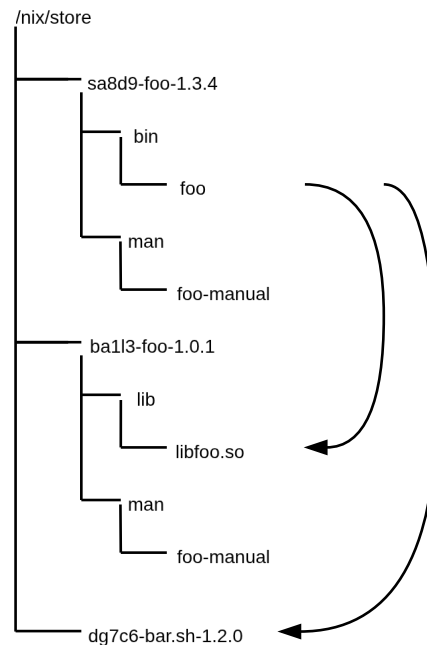 /nix/store
sa8d9-foo-1.3.4
bin
foo
man
foo-manual
ba1l3-foo-1.0.1
lib
libfoo.so
man
foo-manual
dg7c6-bar.sh-1.2.0